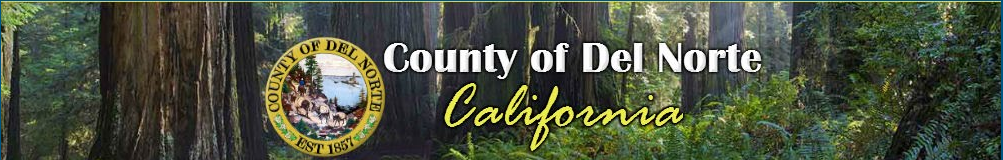 COUNTY OF DEL NORTE
EST 1857
County of Del Norte
California